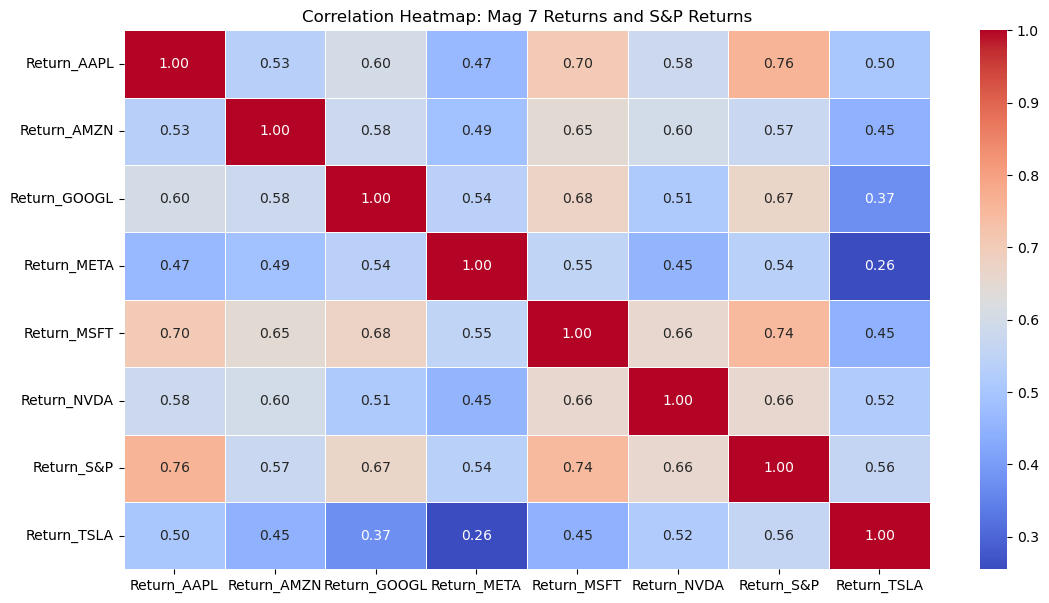 Correlation Heatmap: Mag 7 Returns and S&P Returns
Return_AAPL 1.00 0.53 0.60 0.47 0.70 0.58 0.76 0.50
Return_AMZN 0.53 1.00 0.58 0.49 0.65 0.60 0.57 0.45
Return_GOOGL 0.60 0.58 1.00 0.54 0.68 0.51 0.67 0.37
Return_META 0.47 0.49 0.54 1.00 0.55 0.45 0.54 0.26
Return_MSFT 0.70 0.65 0.68 0.55 1.00 0.66 0.74 0.45
Return_NVDA 0.58 0.60 0.51 0.45 0.66 1.00 0.66 0.52
Return_S&P 0.76 0.57 0.67 0.54 0.74 0.66 1.00 0.56
Return_TSLA 0.50 0.45 0.37 0.26 0.45 0.52 0.56 1.00
Return_AAPL Return_AMZN Return_GOOGL Return_META Return_MSFT Return_NVDA Return_S&P Return_TSLA
1.0
0.9
0.8
0.7
0.6
0.5
0.4
0.3